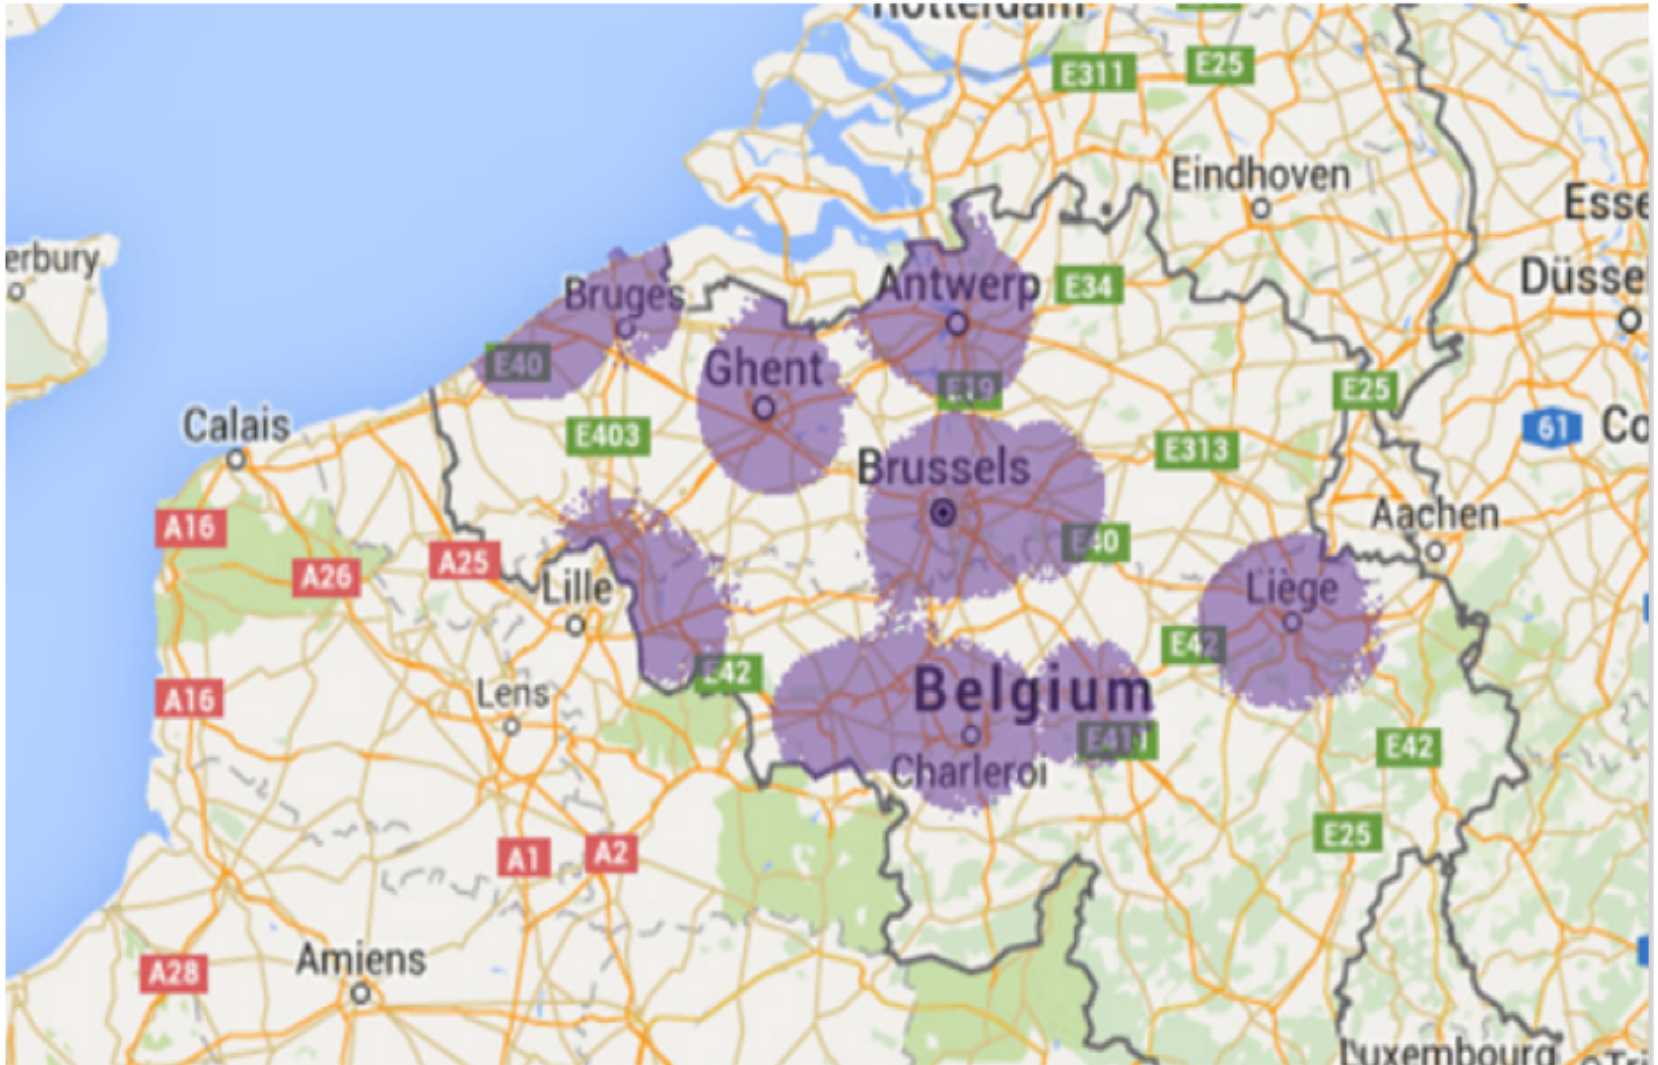 Rotterdam
E311
E25
Eindhoven
Esse
erbury
Düsse
Bruges
Antwerp
E34
E40
Ghent
E19
E25
Calais
E403
Brussels
E313
61
Co
A16
Aachen
A26
A25
Lille
E40
Liège
E42
E42
A16
Lens
Belgium
E411
E42
Charleroi
A1
A2
E25
Amiens
A28
Luxembourg
Tri